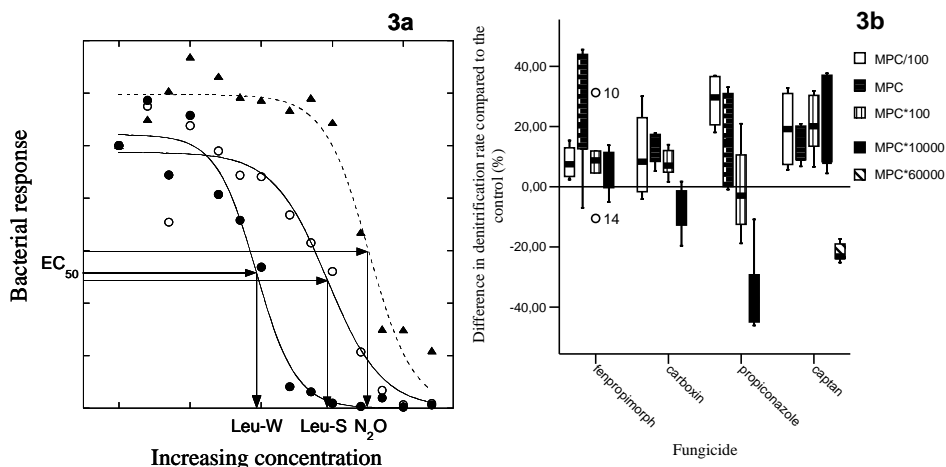 3a
Bacterial response
EC50
Leu-W Leu-S N2O
Increasing concentration
3b
Difference in denitrification rate compared to the
control (%)
40,00
20,00
0,00
-20,00
-40,00
10
14
MPC/100
MPC
MPC*100
MPC*10000
MPC*60000
fenpropimorph
carboxin
propiconazole
captan
Fungicide